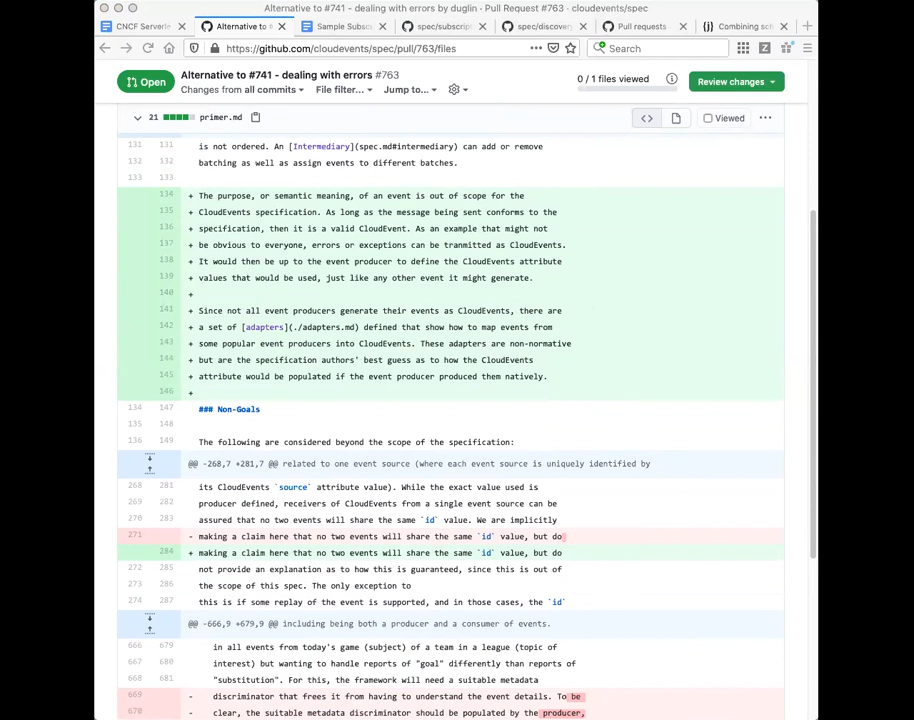 Alternative to #741 - dealing with errors by duglin · Pull Request #763 · cloudevents/spec
CNCF Serverle
Alternative to #
Sample Subsc
spec/subscript
spec/discover
Pull requests
Combining sch
https://github.com/cloudevents/spec/pull/763/files
Search
Open
Alternative to #741 - dealing with errors #763
Changes from all commits
File filter...
Jump to...
0 / 1 files viewed
Review changes
21 primer.md
Viewed
131 131 is not ordered. An [Intermediary](spec.md#intermediary) can add or remove
132 132 batching as well as assign events to different batches.
133 133
134 + The purpose, or semantic meaning, of an event is out of scope for the
135 + CloudEvents specification. As long as the message being sent conforms to the
136 + specification, then it is a valid CloudEvent. As an example that might not
137 + be obvious to everyone, errors or exceptions can be tranmitted as CloudEvents.
138 + It would then be up to the event producer to define the CloudEvents attribute
139 + values that would be used, just like any other event it might generate.
140 +
141 + Since not all event producers generate their events as CloudEvents, there are
142 + a set of [adapters](./adapters.md) defined that show how to map events from
143 + some popular event producers into CloudEvents. These adapters are non-normative
144 + but are the specification authors' best guess as to how the CloudEvents
145 + attribute would be populated if the event producer produced them natively.
146 +
134 147 ### Non-Goals
135 148
136 149 The following are considered beyond the scope of the specification:
@@ -268,7 +281,7 @@ related to one event source (where each event source is uniquely identified by
268 281 its CloudEvents `source` attribute value). While the exact value used is
269 282 producer defined, receivers of CloudEvents from a single event source can be
270 283 assured that no two events will share the same `id` value. We are implicitly
271 - making a claim here that no two events will share the same `id` value, but do
284 + making a claim here that no two events will share the same `id` value, but do
272 285 not provide an explanation as to how this is guaranteed, since this is out of
273 286 the scope of this spec. The only exception to
274 287 this is if some replay of the event is supported, and in those cases, the `id`
@@ -666,9 +679,9 @@ including being both a producer and a consumer of events.
666 679 in all events from today's game (subject) of a team in a league (topic of
667 680 interest) but wanting to handle reports of "goal" differently than reports of
668 681 "substitution". For this, the framework will need a suitable metadata
669 - discriminator that frees it from having to understand the event details. To be
670 - clear, the suitable metadata discriminator should be populated by the producer,